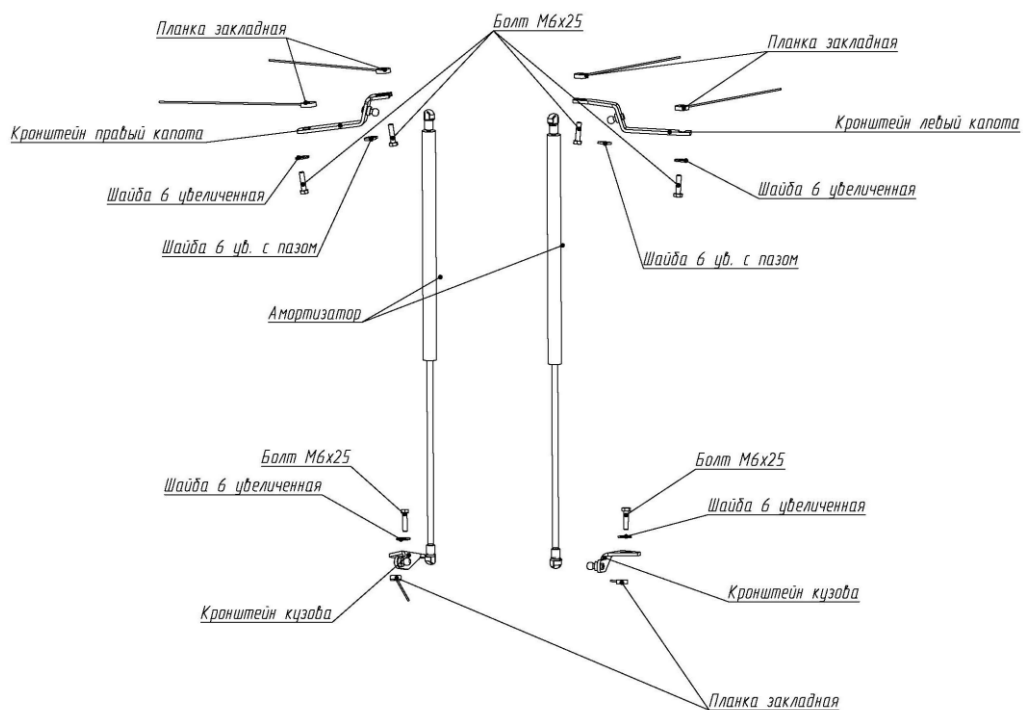 Болт М6х25
Планка закладная
Планка закладная
Кронштейн правый капота
Кронштейн левый капота
Шайба 6 увеличенная
Шайба 6 увеличенная
Шайба 6 ув. с пазом
Шайба 6 ув. с пазом
Амортизатор
Болт М6х25
Болт М6х25
Шайба 6 увеличенная
Шайба 6 увеличенная
Кронштейн кузова
Кронштейн кузова
Планка закладная